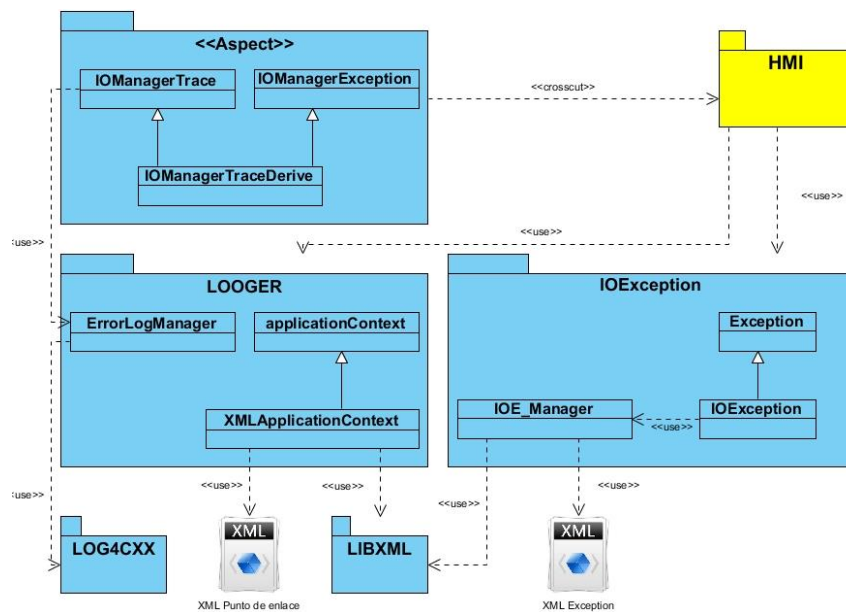 <<Aspect>>
IOManagerTrace
IOManagerException
IOManagerTraceDerive
<<crosscut>>
HMI
<<use>>
<<use>>
<use>>
LOOGER
ErrorLogManager
applicationContext
XMLApplicationContext
IOException
Exception
IOE_Manager
IOException
<<use>>
<<use>>
<<use>>
<<use>>
<<use>>
use>>
LOG4CXX
XML
XML Punto de enlace
LIBXML
XML
XML Exception